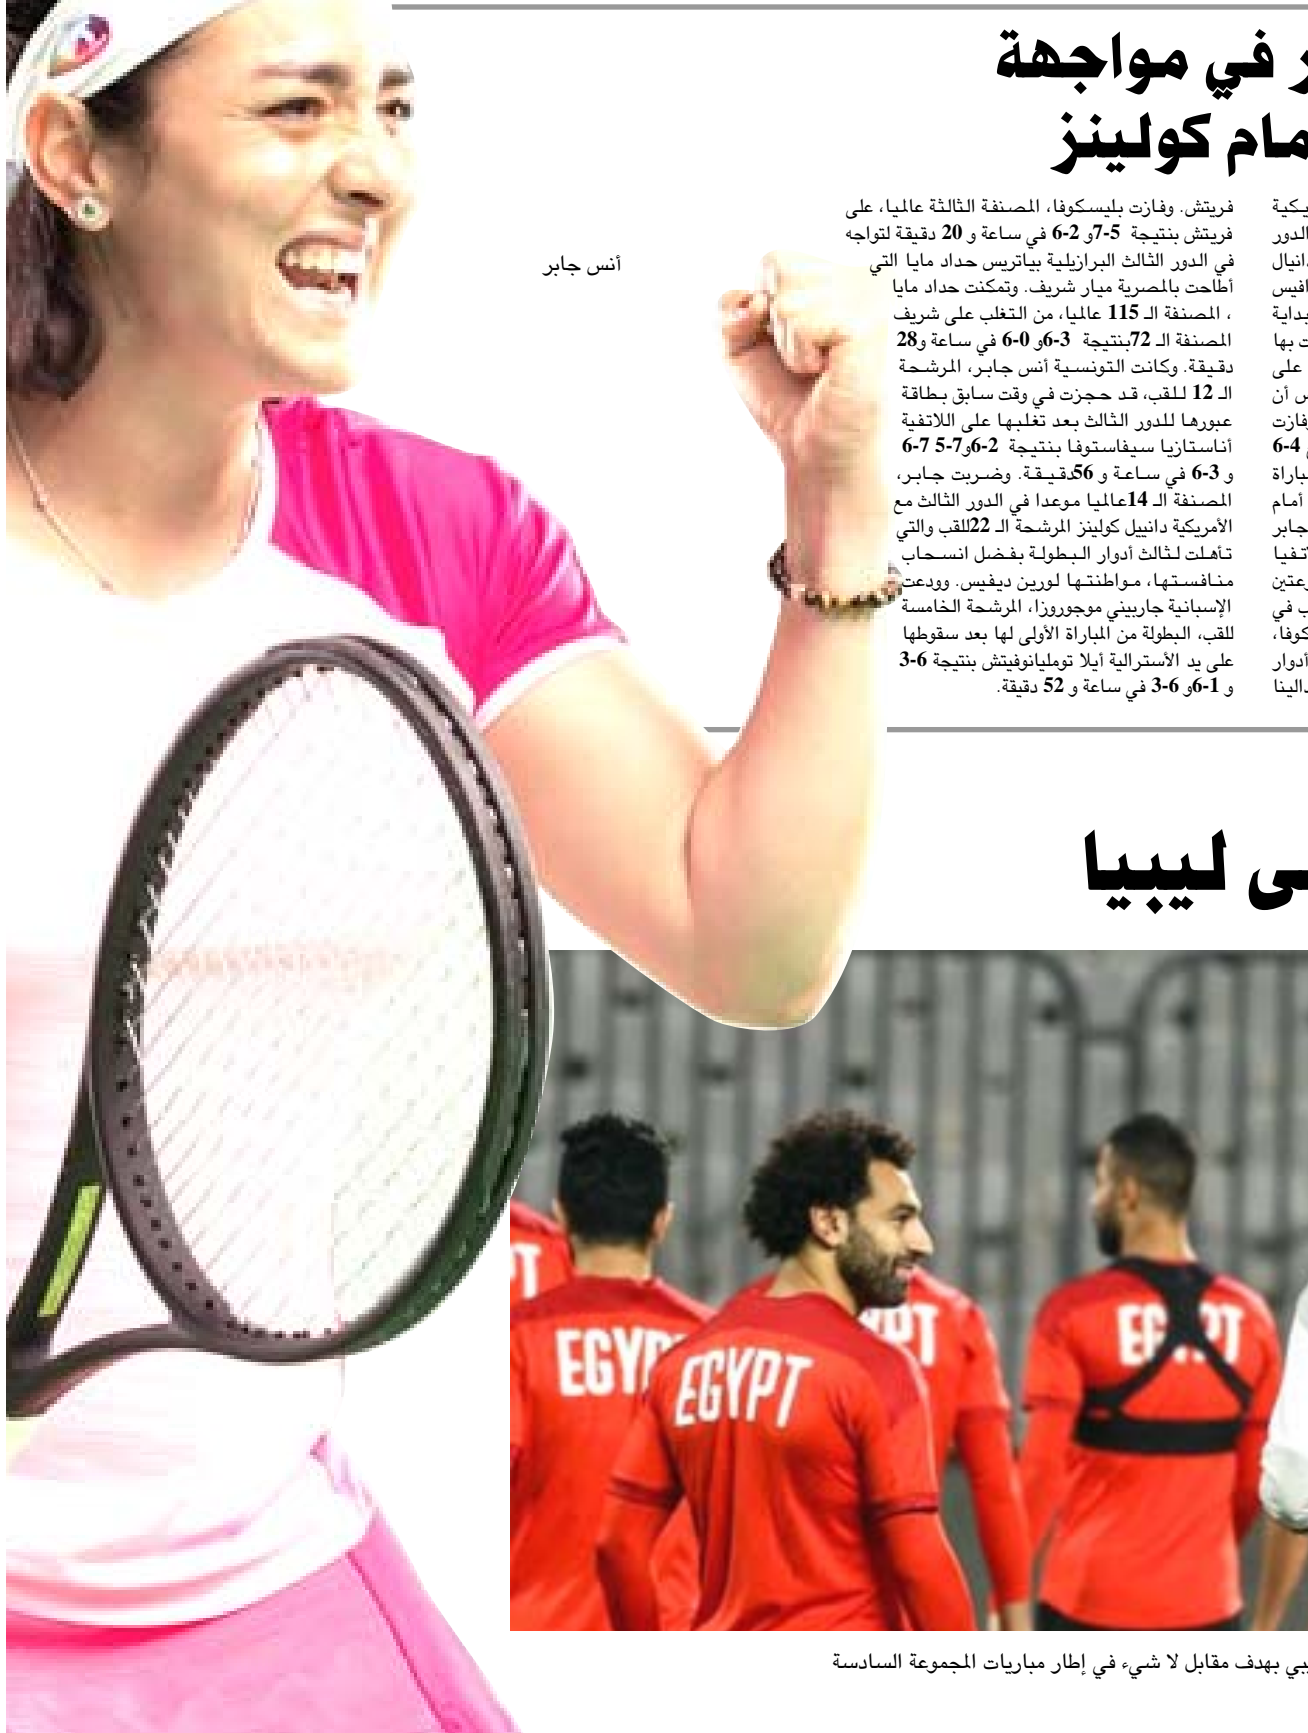 ر في مواجهة
مام كولينز
يكية
الدور
انيال
افيس
بداية
ت بها
على
س أن
فازت
6-4
باراة
أمام
جابر
تفيا
عتين
ب في
كوفا،
أدوار
دالينا
فريتش. وفازت بليسكوفا، المصنفة الثالثة عالميا، على
فريتش بنتيجة 5-7و 2-6 في ساعة و 20 دقيقة لتواجه
في الدور الثالث البرازيلية بياتريس حداد مايا التي
أطاحت بالمصرية ميار شريف. وتمكنت حداد مايا
، المصنفة الـ 115 عالميا، من التغلب على شريف
المصنفة الـ 72بنتيجة 3-6و 0-6 في ساعة و28
دقيقة. وكانت التونسية أنس جابر، المرشحة
الـ 12 للقب، قد حجزت في وقت سابق بطاقة
عبورها للدور الثالث بعد تغلبها على اللاتفية
أناستازيا سيفاستوفا بنتيجة 2-6و7-5 7-6
و 3-6 في ساعة و 56دقيقة. وضربت جابر،
المصنفة الـ 14عالميا موعدا في الدور الثالث مع
الأمريكية دانييل كولينز المرشحة الـ 22للقب والتي
تأهلت لثالث أدوار البطولة بفضل انسحاب
منافستها، مواطنتها لورين ديفيس. وودعت
الإسبانية جاربيني موجوروزا، المرشحة الخامسة
للقب، البطولة من المباراة الأولى لها بعد سقوطها
على يد الأسترالية أيلا توملیانوفيتش بنتيجة 6-3
و 1-6و 6-3 في ساعة و 52 دقيقة.
أنس جابر
ى ليبيا
PT
EGYP
EGYPT
YPT
EGYPT
يبي بهدف مقابل لا شيء في إطار مباريات المجموعة السادسة